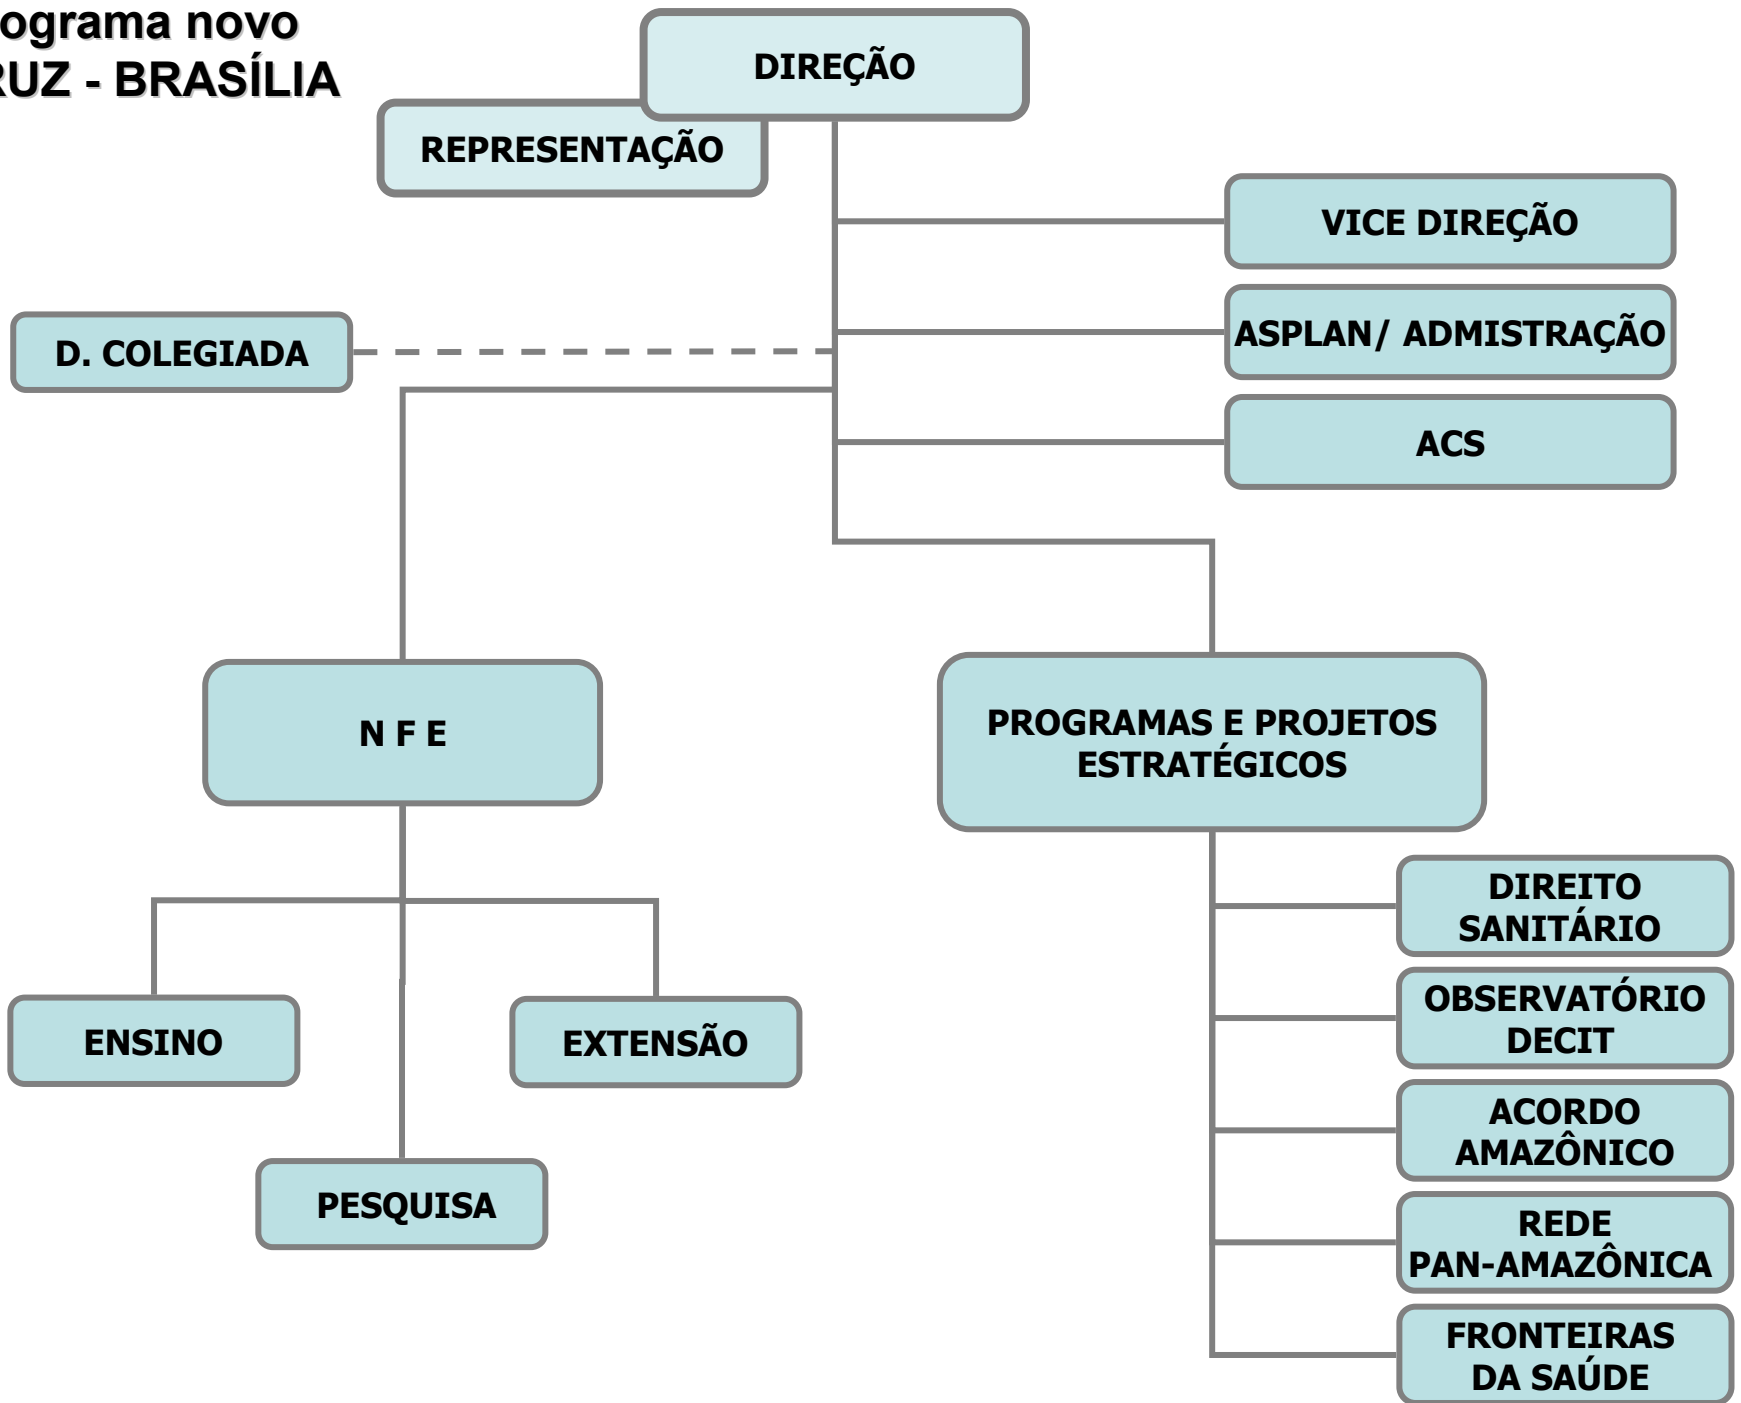 ograma novo
RUZ - BRASÍLIA
DIREÇÃO
REPRESENTAÇÃO
VICE DIREÇÃO
D. COLEGIADA
ASPLAN/ ADMISTRAÇÃO
ACS
N F E
PROGRAMAS E PROJETOS
ESTRATÉGICOS
ENSINO
EXTENSÃO
PESQUISA
DIREITO
SANITÁRIO
OBSERVATÓRIO
DECIT
ACORDO
AMAZÔNICO
REDE
PAN-AMAZÔNICA
FRONTEIRAS
DA SAÚDE